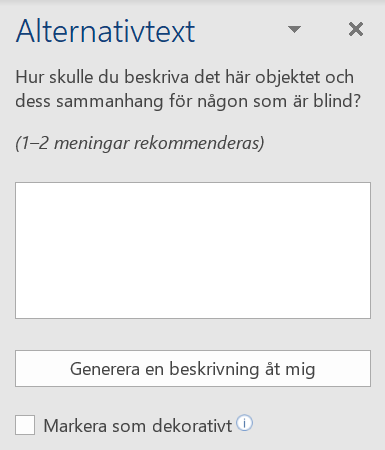 Alternativtext
Hur skulle du beskriva det här objektet och
dess sammanhang för någon som är blind?
(1–2 meningar rekommenderas)
Generera en beskrivning åt mig
Markera som dekorativt